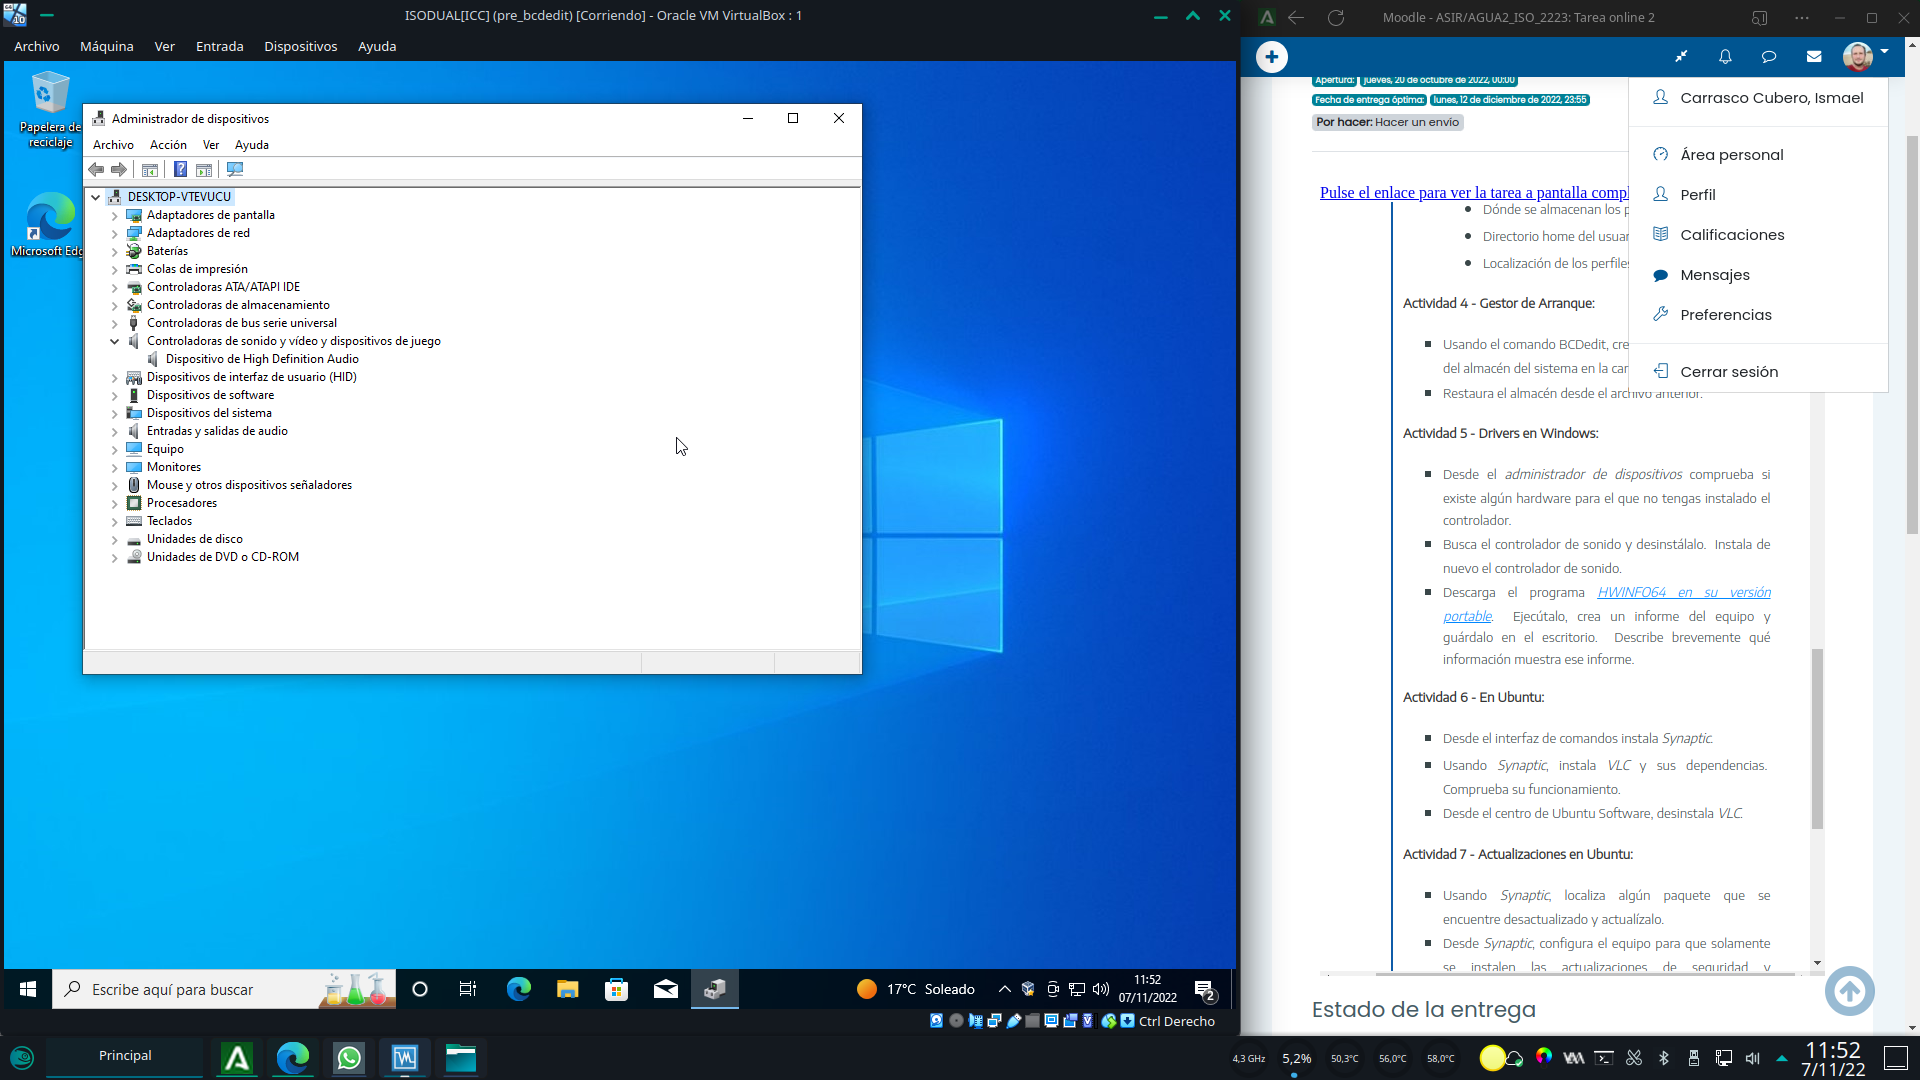 ISODUAL[ICC] (pre_bcdedit) [Corriendo] - Oracle VM VirtualBox : 1
Archivo Máquina Ver Entrada Dispositivos Ayuda
Papelera de reciclaje
Microsoft Edg
Administrador de dispositivos
Archivo Acción Ver Ayuda
DESKTOP-VTEVUCU
Adaptadores de pantalla
Adaptadores de red
Baterías
Colas de impresión
Controladoras ATA/ATAPI IDE
Controladoras de almacenamiento
Controladoras de bus serie universal
Controladoras de sonido y vídeo y dispositivos de juego
Dispositivo de High Definition Audio
Dispositivos de interfaz de usuario (HID)
Dispositivos de software
Dispositivos del sistema
Entradas y salidas de audio
Equipo
Monitores
Mouse y otros dispositivos señaladores
Procesadores
Teclados
Unidades de disco
Unidades de DVD o CD-ROM
Escribe aquí para buscar
17°C Soleado
11:52
07/11/2022
2
Ctrl Derecho
Moodle - ASIR/AGUA2_ISO_2223: Tarea online 2
Apertura: jueves, 20 de octubre de 2022, 00:00
Fecha de entrega óptima: lunes, 12 de diciembre de 2022, 23:55
Por hacer: Hacer un envío
Pulse el enlace para ver la tarea a pantalla compl
Dónde se almacenan los p
Directorio home del usuar
Localización de los perfiles
Actividad 4 - Gestor de Arranque:
Usando el comando BCDedit, cre
del almacén del sistema en la car
Restaura el almacén desde el archivo anterior.
Actividad 5 - Drivers en Windows:
Desde el administrador de dispositivos comprueba si
existe algún hardware para el que no tengas instalado el
controlador.
Busca el controlador de sonido y desinstálalo. Instala de
nuevo el controlador de sonido.
Descarga el programa HWINFO64 en su versión
portable. Ejecútalo, crea un informe del equipo y
guárdalo en el escritorio. Describe brevemente qué
información muestra ese informe.
Actividad 6 - En Ubuntu:
Desde el interfaz de comandos instala Synaptic.
Usando Synaptic, instala VLC y sus dependencias.
Comprueba su funcionamiento.
Desde el centro de Ubuntu Software, desinstala VLC.
Actividad 7 - Actualizaciones en Ubuntu:
Usando Synaptic, localiza algún paquete que se
encuentre desactualizado y actualízalo.
Desde Synaptic, configura el equipo para que solamente
se instalen las actualizaciones de seguridad y
Estado de la entrega
Carrasco Cubero, Ismael
Área personal
Perfil
Calificaciones
Mensajes
Preferencias
Cerrar sesión
Principal
4,3 GHz 5,2% 50,3°C 56,0°C 58,0°C
11:52
7/11/22